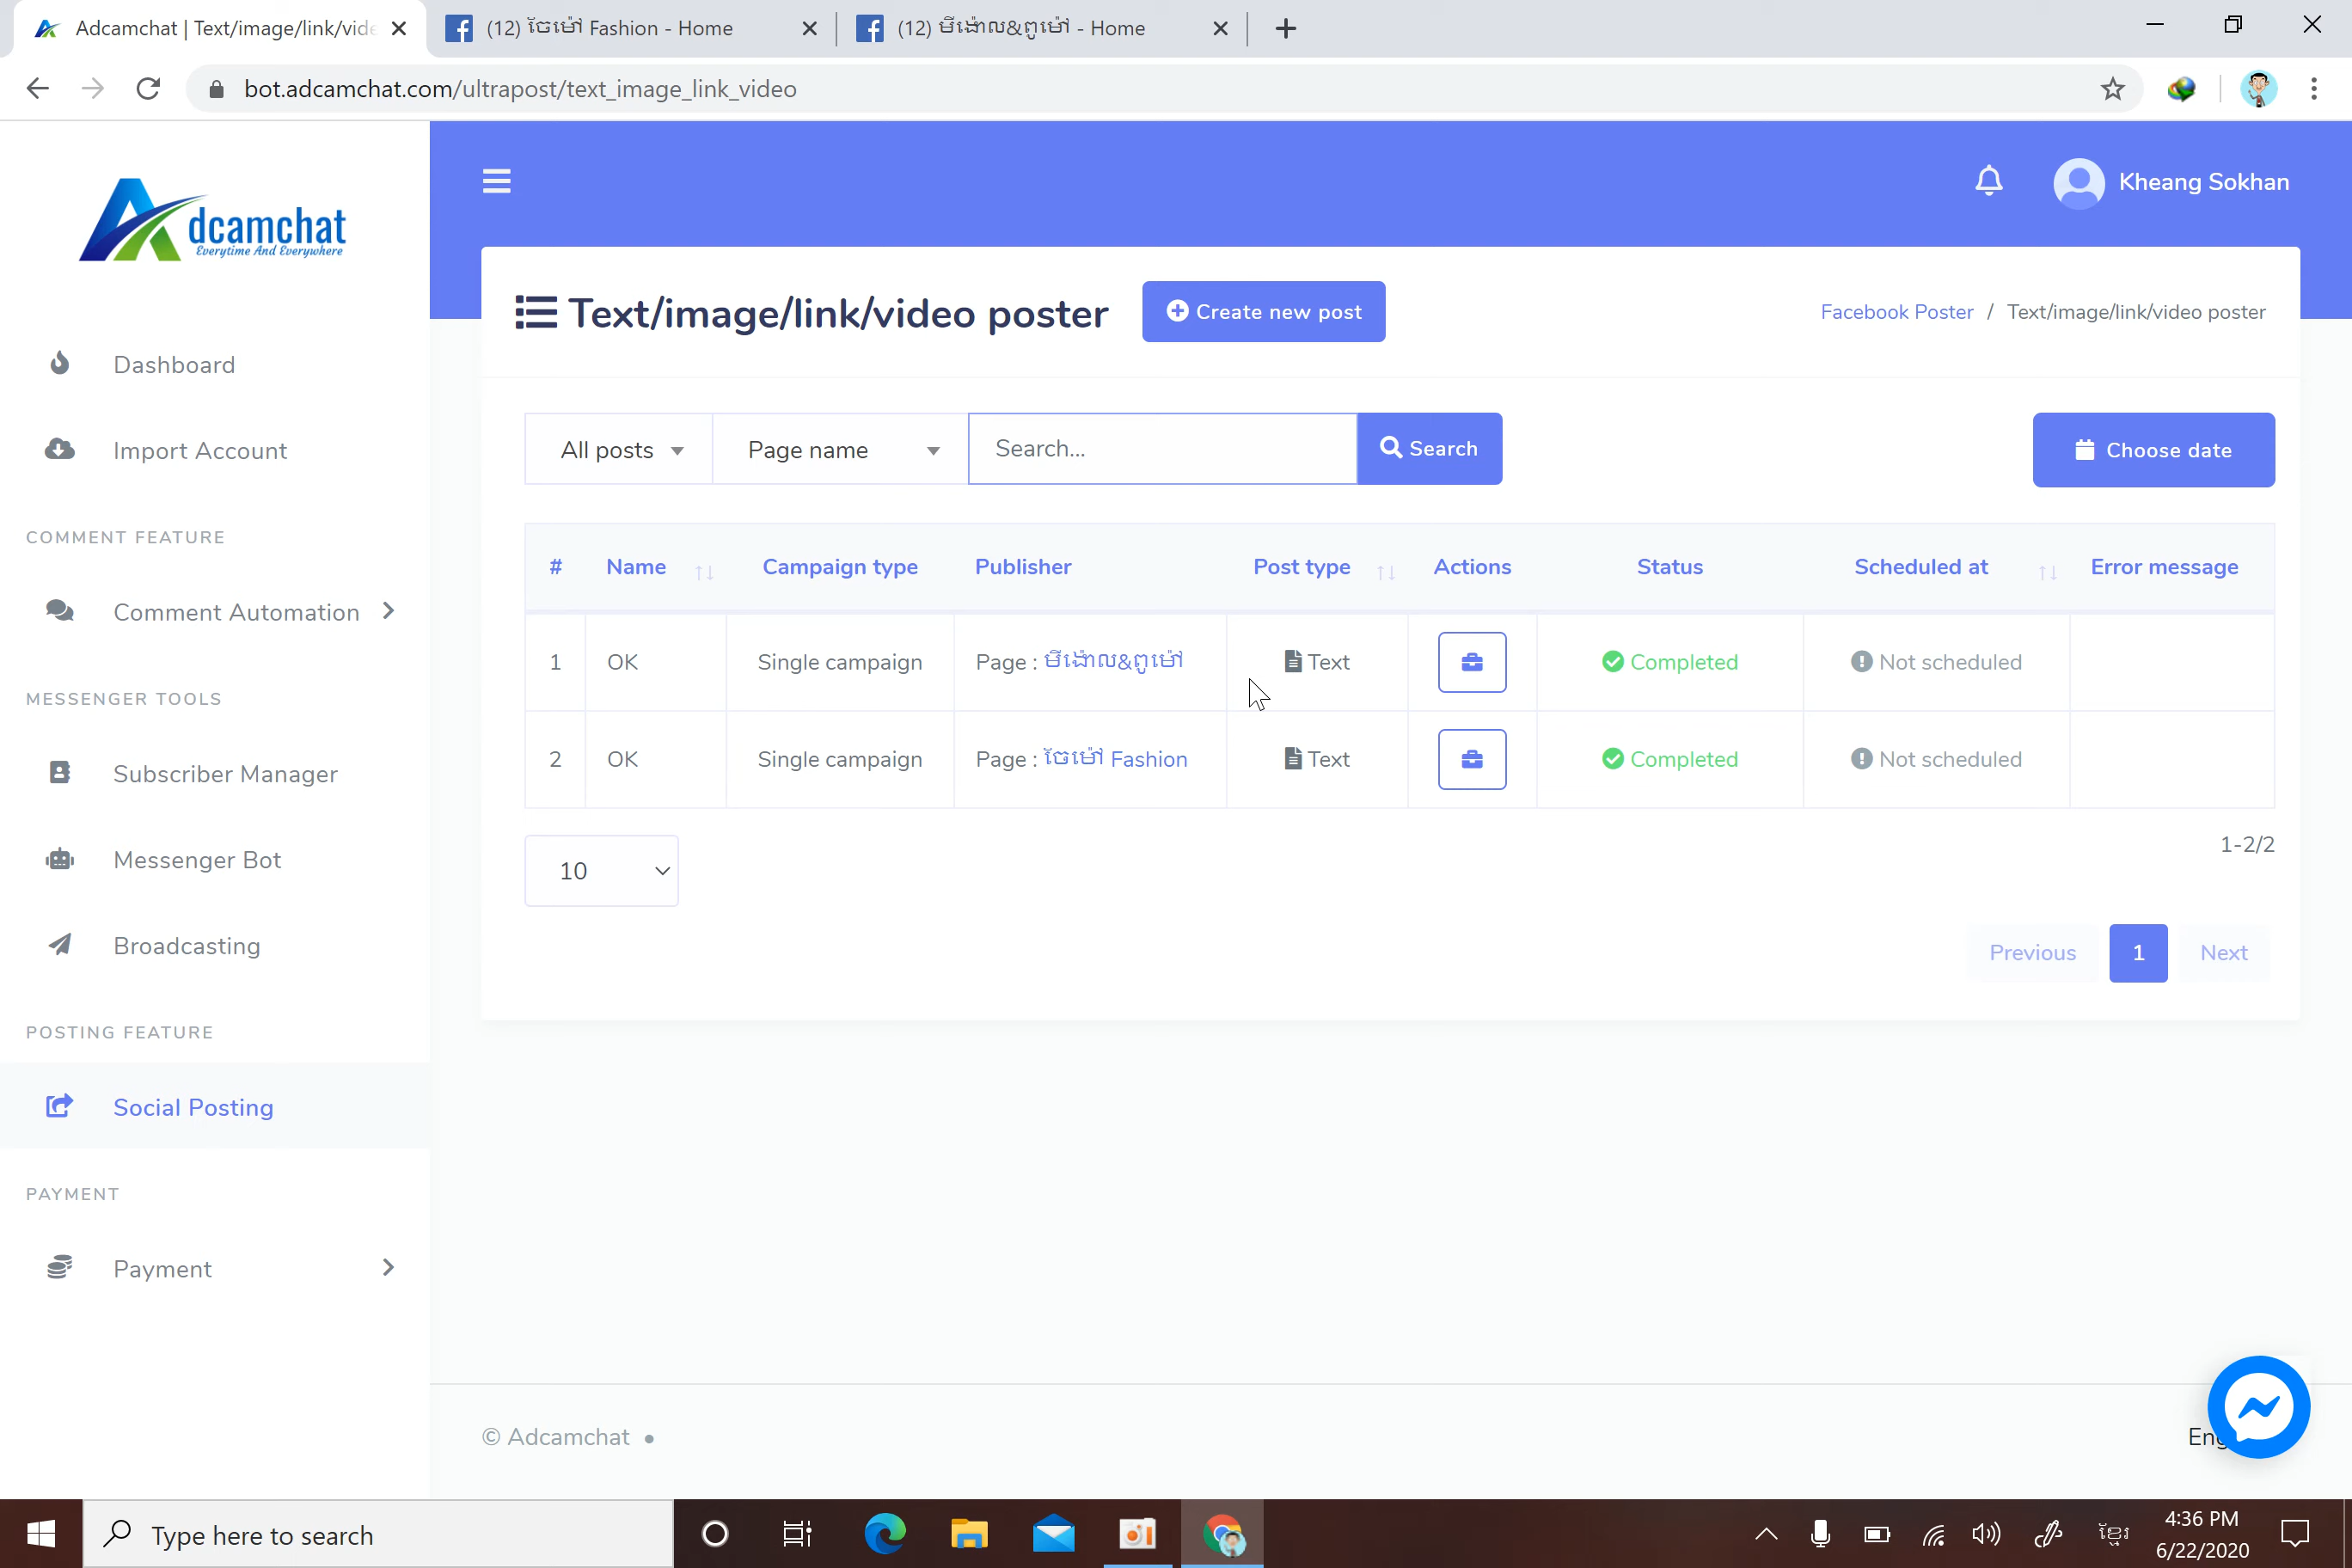 Adcamchat | Text/image/link/vide
(12) ចែម៉ៅ Fashion - Home
(12) មីង៉ោល&ពូម៉ៅ - Home
bot.adcamchat.com/ultrapost/text_image_link_video
dcamchat
Everytime And Everywhere
Kheang Sokhan
Text/image/link/video poster
Create new post
Facebook Poster / Text/image/link/video poster
Dashboard
Import Account
COMMENT FEATURE
Comment Automation
MESSENGER TOOLS
Subscriber Manager
Messenger Bot
Broadcasting
POSTING FEATURE
Social Posting
PAYMENT
Payment
All posts
Page name
Search...
Search
Choose date
# Name Campaign type Publisher Post type Actions Status Scheduled at Error message
1 OK Single campaign Page : មីង៉ោល&ពូម៉ៅ Text Completed Not scheduled
2 OK Single campaign Page : ចែម៉ៅ Fashion Text Completed Not scheduled
10
1-2/2
Previous 1 Next
© Adcamchat •
Type here to search
ខ្មែរ
4:36 PM
6/22/2020